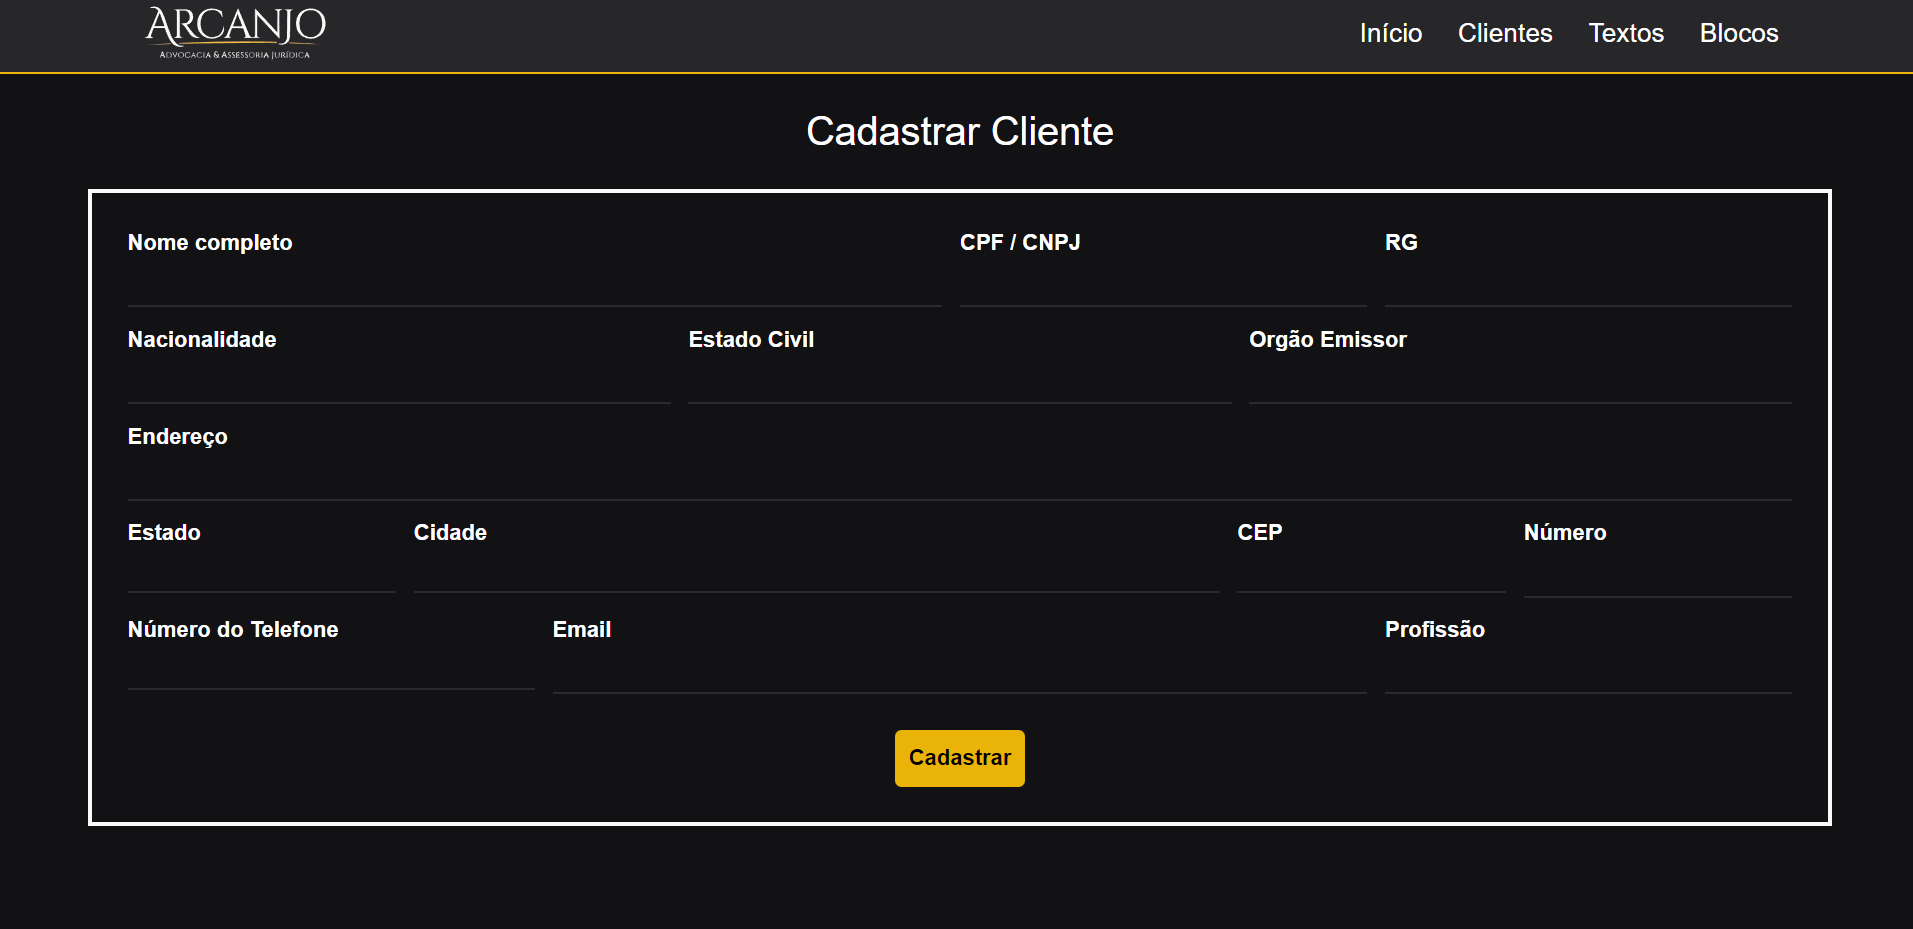 ARCANJO
ADVOCACIA & ASSESSORIA JURÍDICA
Início Clientes Textos Blocos
Cadastrar Cliente
Nome completo CPF / CNPJ RG
Nacionalidade Estado Civil Orgão Emissor
Endereço
Estado Cidade CEP Número
Número do Telefone Email Profissão
Cadastrar